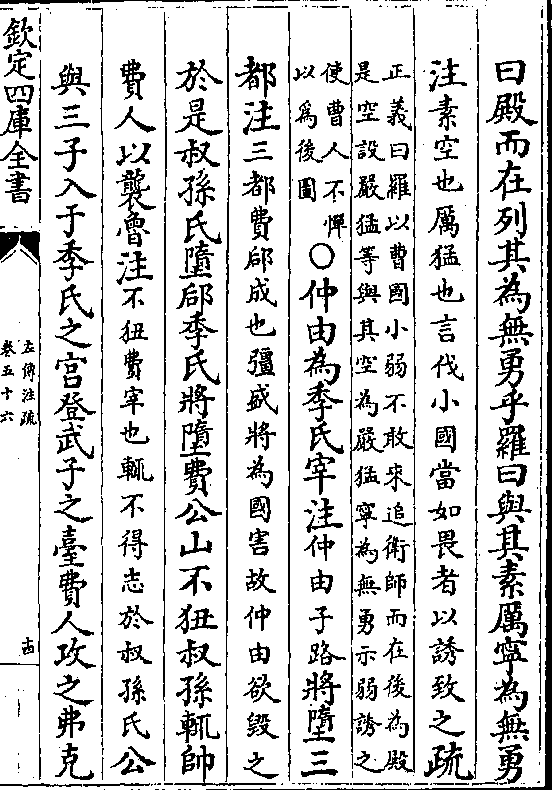 曰殿而在列其為無勇乎羅曰與其素厲寧為無勇
注素空也厲猛也言伐小國當如畏者以誘致之疏
正義曰羅以曹國小弱不敢來追衛師而在後為殿
是空設嚴猛等與其空為嚴猛寧為無勇示弱誘之
使曹人不憚
以為後圖
○仲由為季氏宰注仲由子路將墮三
都注三都費郈成也彊盛將為國害故仲由欲毀之
於是叔孫氏墮郈季氏將墮費公山不狃叔孫輒帥
費人以襲魯注不狃費宰也輒不得志於叔孫氏公
與三子入于季氏之宮登武子之臺費人攻之弗克
欽定四庫全書
左傳注疏
卷五十六
十四